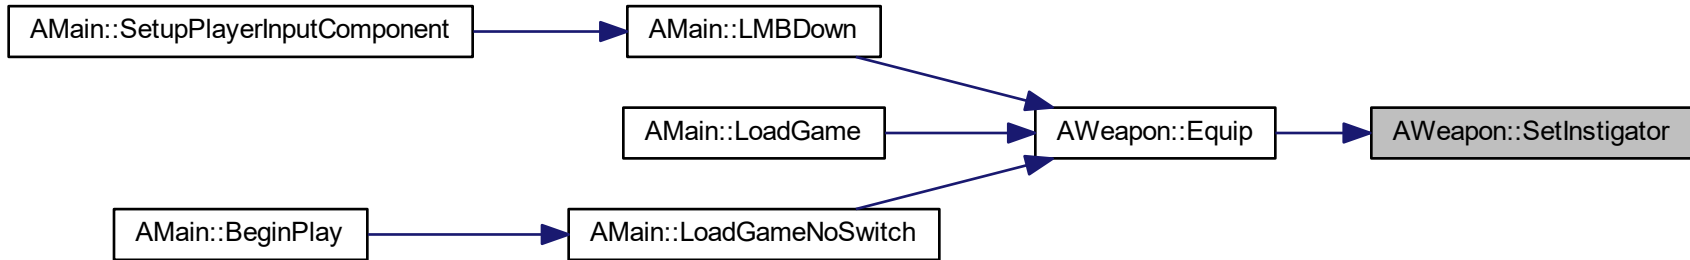 AMain::SetupPlayerInputComponent
AMain::LMBDown
AMain::LoadGame
AWeapon::Equip
AWeapon::SetInstigator
AMain::BeginPlay
AMain::LoadGameNoSwitch